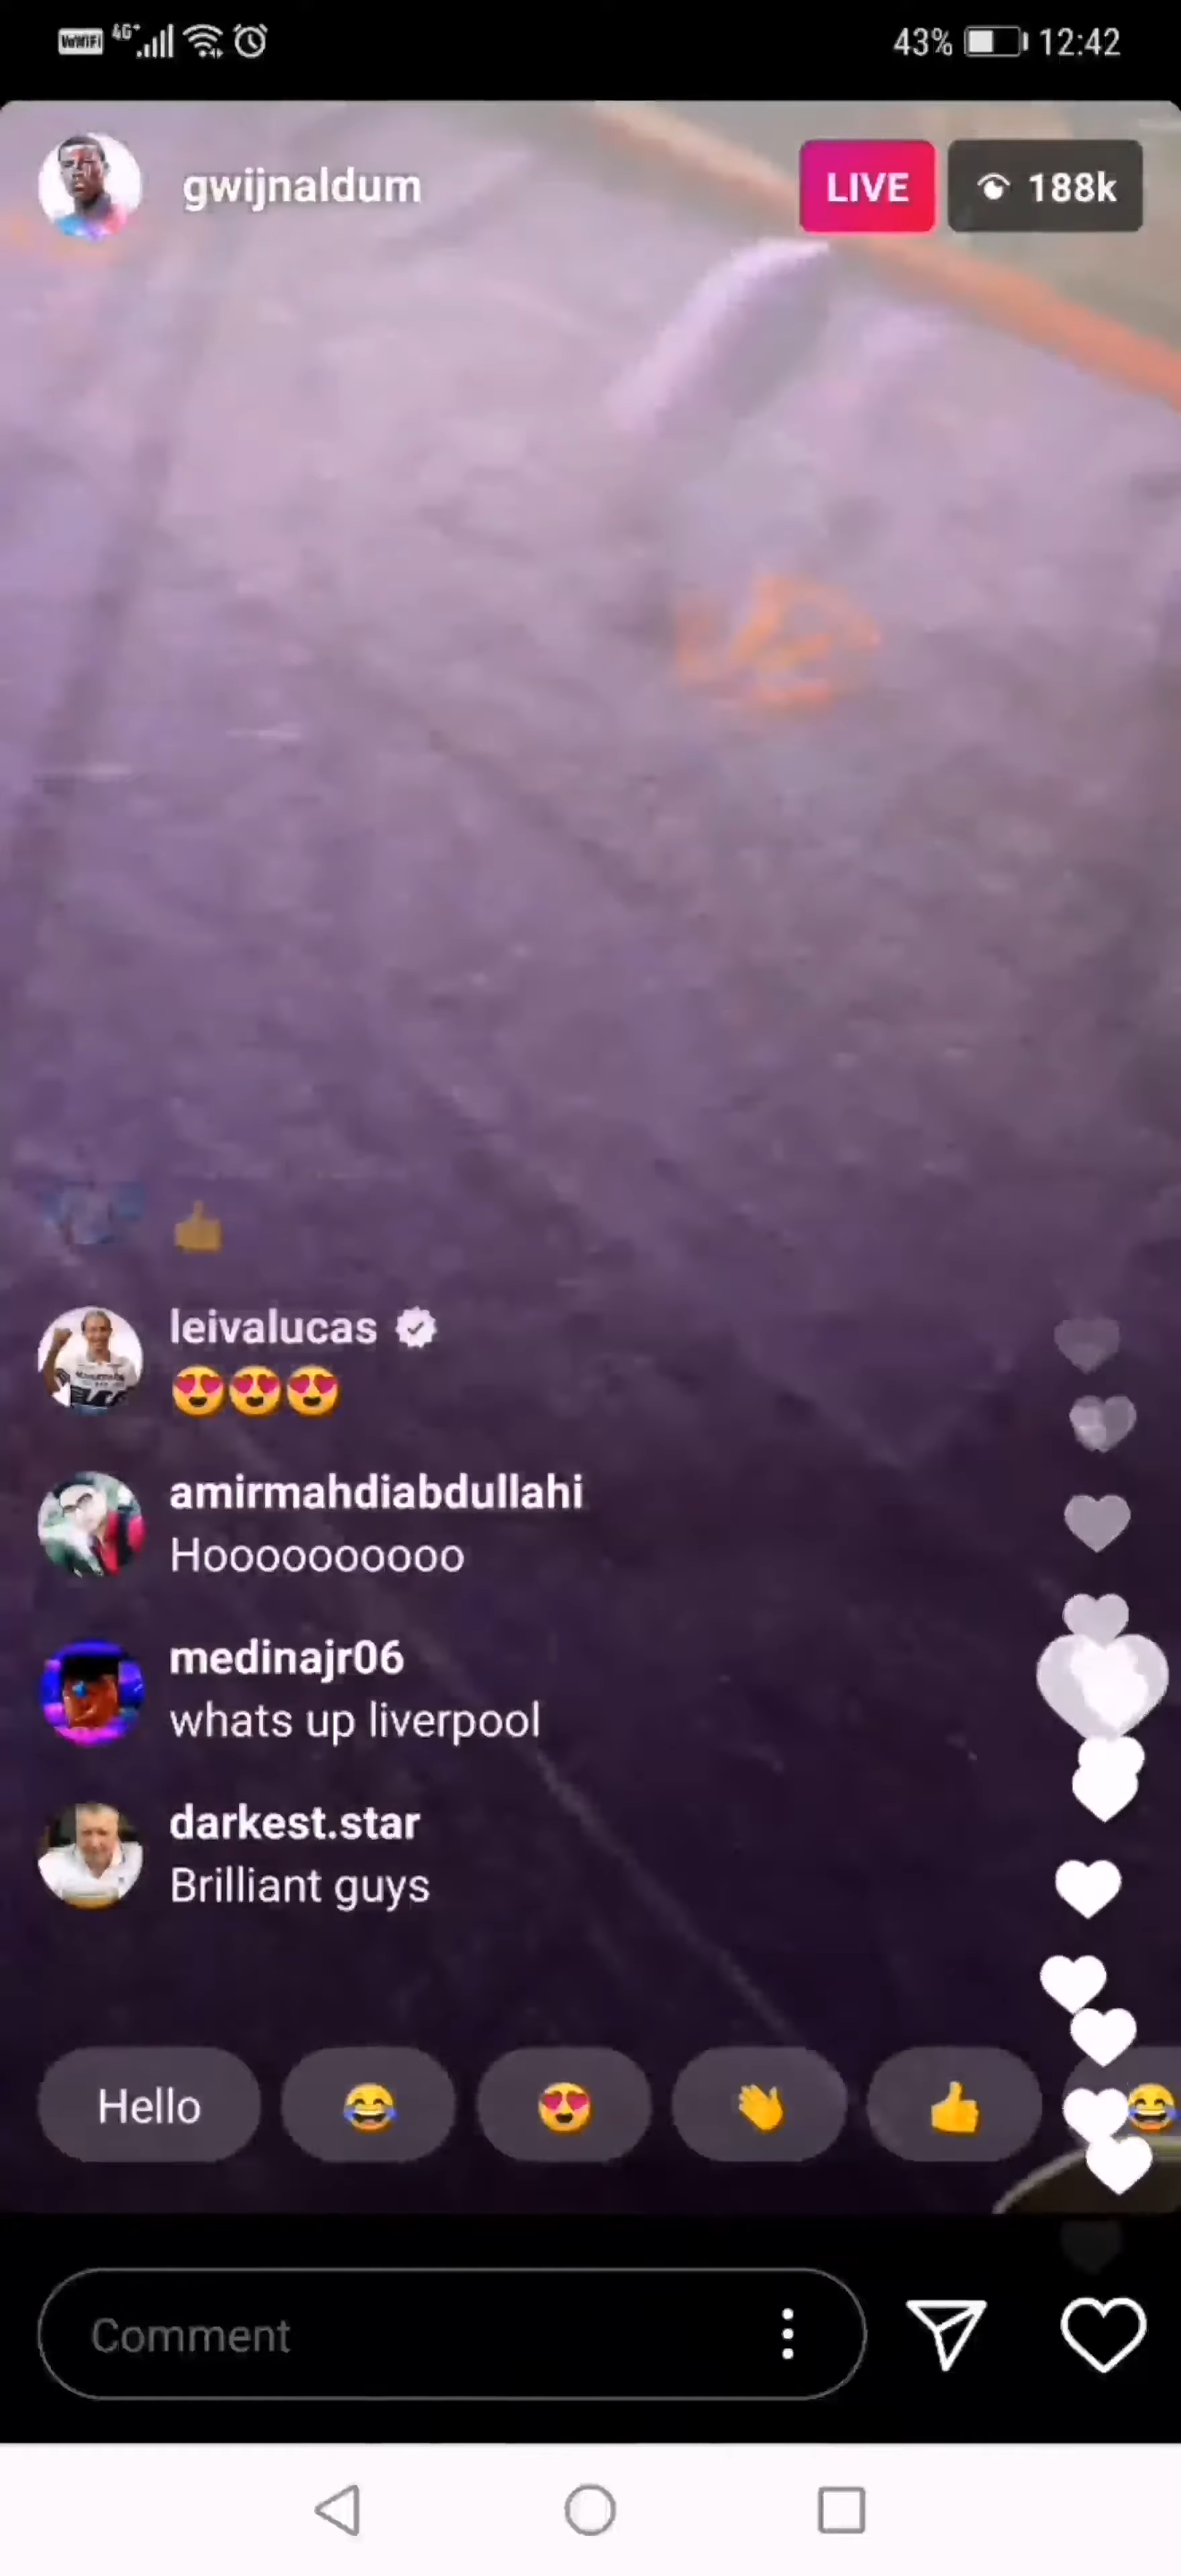 VoWiFi 4G+ 43% 12:42
gwijnaldum LIVE 188k
👍
leivalucas
😍😍😍
amirmahdiabdullahi
Hoooooooooo
medinajr06
whats up liverpool
darkest.star
Brilliant guys
Hello 😂 😍 👏 👍 😂
Comment